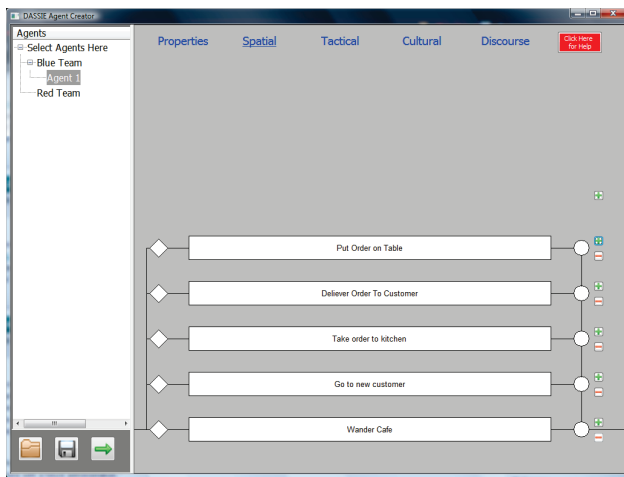 DASSIE Agent Creator
Agents
Select Agents Here
Blue Team
Agent 1
Red Team
Properties Spatial Tactical Cultural Discourse
Click Here
for Help
Put Order on Table
Deliever Order To Customer
Take order to kitchen
Go to new customer
Wander Cafe